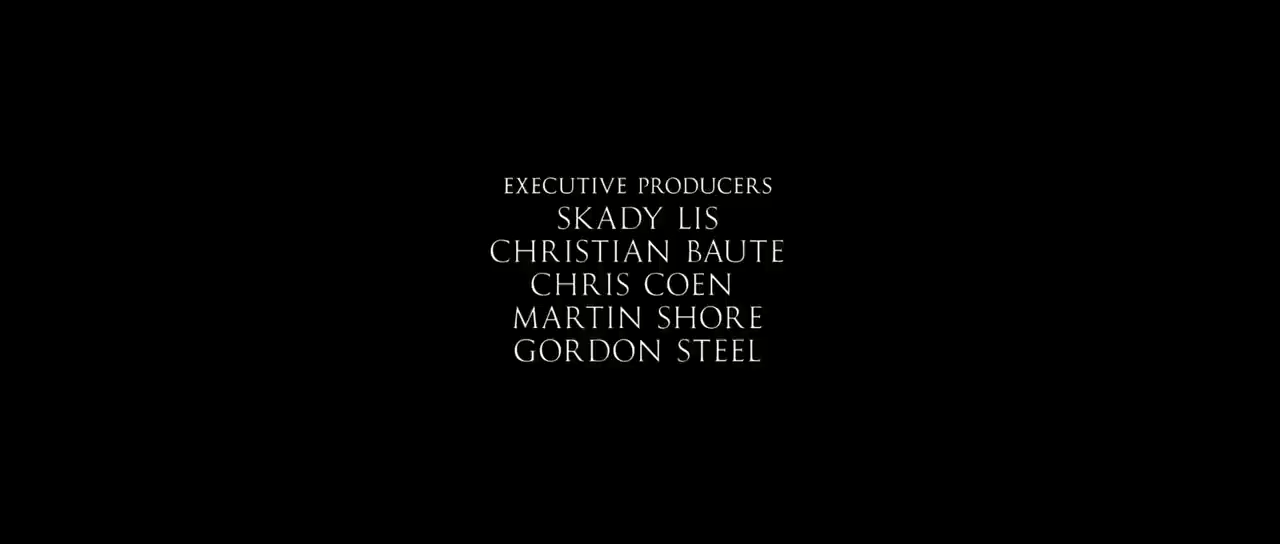 EXECUTIVE PRODUCERS
SKADY LIS
CHRISTIAN BAUTE
CHRIS COEN
MARTIN SHORE
GORDON STEEL